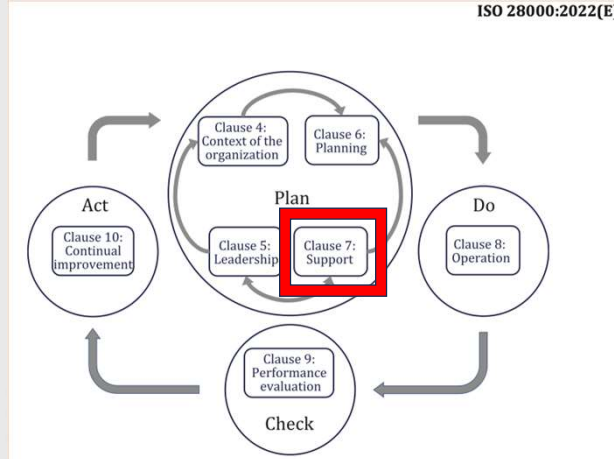 ISO 28000:2022(E)
Clause 4:
Context of the
organization
Clause 6:
Planning
Plan
Clause 5:
Leadership
Clause 7:
Support
Act
Clause 10:
Continual
improvement
Do
Clause 8:
Operation
Clause 9:
Performance
evaluation
Check